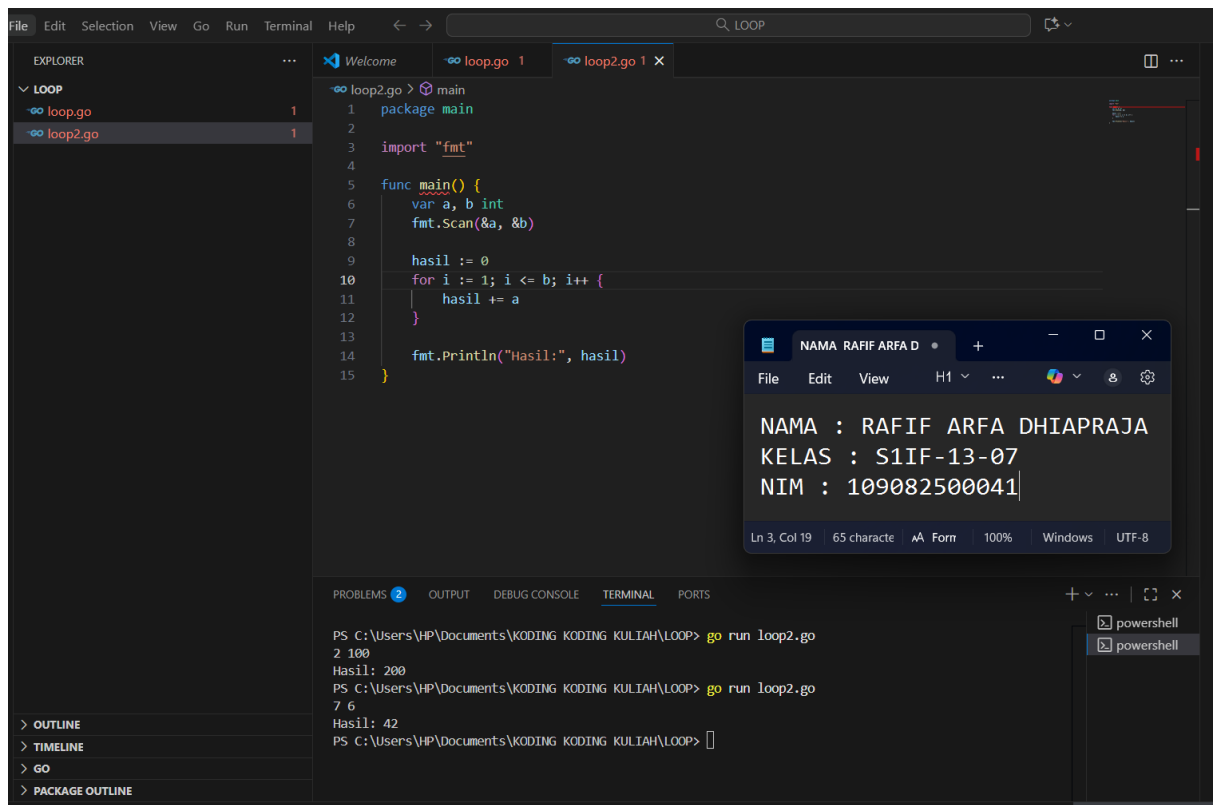 File Edit Selection View Go Run Terminal Help LOOP
EXPLORER
LOOP
loop.go 1
loop2.go 1
OUTLINE
TIMELINE
GO
PACKAGE OUTLINE
Welcome loop.go 1 loop2.go 1
loop2.go > main
1 package main
2
3 import "fmt"
4
5 func main() {
6 var a, b int
7 fmt.Scan(&a, &b)
8
9 hasil := 0
10 for i := 1; i <= b; i++ {
11 hasil += a
12 }
13
14 fmt.Println("Hasil:", hasil)
15 }
NAMA RAFIF ARFA D
File Edit View H1
NAMA : RAFIF ARFA DHIAPRAJA
KELAS : S1IF-13-07
NIM : 109082500041
Ln 3, Col 19 65 characte AA Form 100% Windows UTF-8
PROBLEMS 2 OUTPUT DEBUG CONSOLE TERMINAL PORTS
PS C:\Users\HP\Documents\KODING KODING KULIAH\LOOP> go run loop2.go
2 100
Hasil: 200
PS C:\Users\HP\Documents\KODING KODING KULIAH\LOOP> go run loop2.go
7 6
Hasil: 42
PS C:\Users\HP\Documents\KODING KODING KULIAH\LOOP>
powershell
powershell